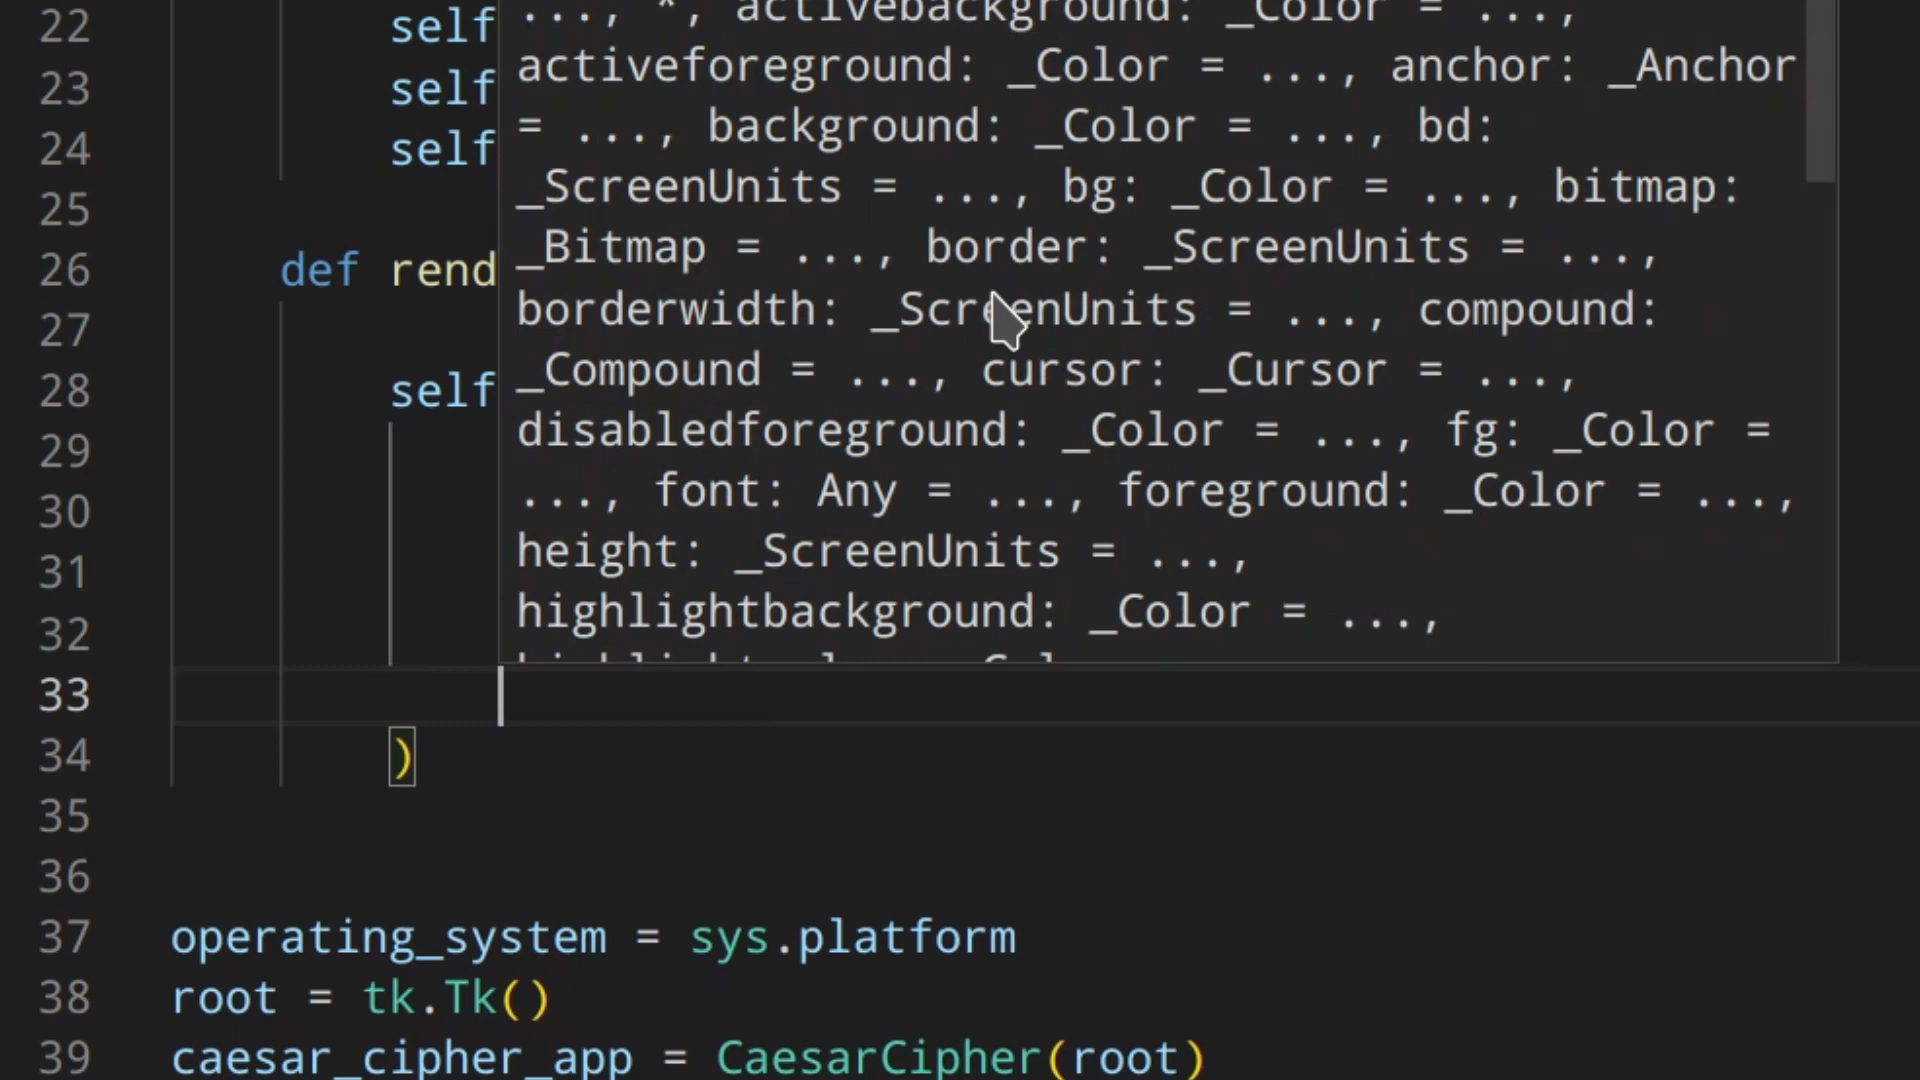 22 self
..., *, activebackground: _Color = ...,
23 self
activeforeground: _Color = ..., anchor: _Anchor
24 self
= ..., background: _Color = ..., bd:
25
_ScreenUnits = ..., bg: _Color = ..., bitmap:
26 def rend
_Bitmap = ..., border: _ScreenUnits = ...,
27
borderwidth: _ScreenUnits = ..., compound:
28 self
_Compound = ..., cursor: _Cursor = ...,
29
disabledforeground: _Color = ..., fg: _Color =
30
..., font: Any = ..., foreground: _Color = ...,
31
height: _ScreenUnits = ...,
32
highlightbackground: _Color = ...,
33
34 )
35
36
37 operating_system = sys.platform
38 root = tk.Tk()
39 caesar_cipher_app = CaesarCipher(root)